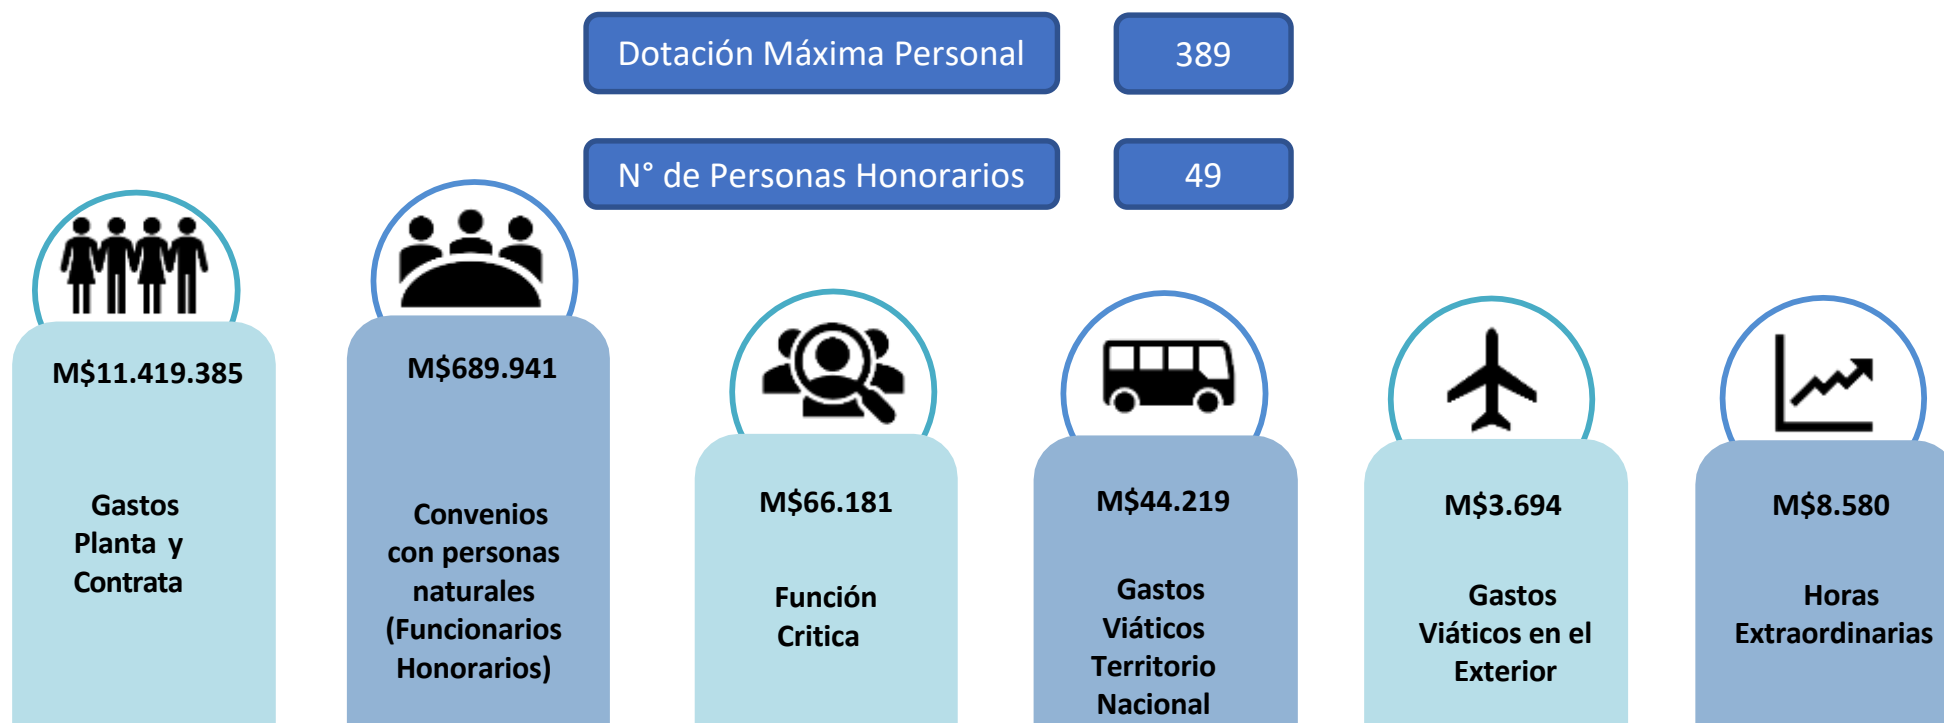 Dotación Máxima Personal
389
N° de Personas Honorarios
49
M$11.419.385
Gastos
Planta y
Contrata
M$689.941
Convenios
con personas
naturales
(Funcionarios
Honorarios)
M$66.181
Función
Critica
M$44.219
Gastos
Viáticos
Territorio
Nacional
M$3.694
Gastos
Viáticos en el
Exterior
M$8.580
Horas
Extraordinarias